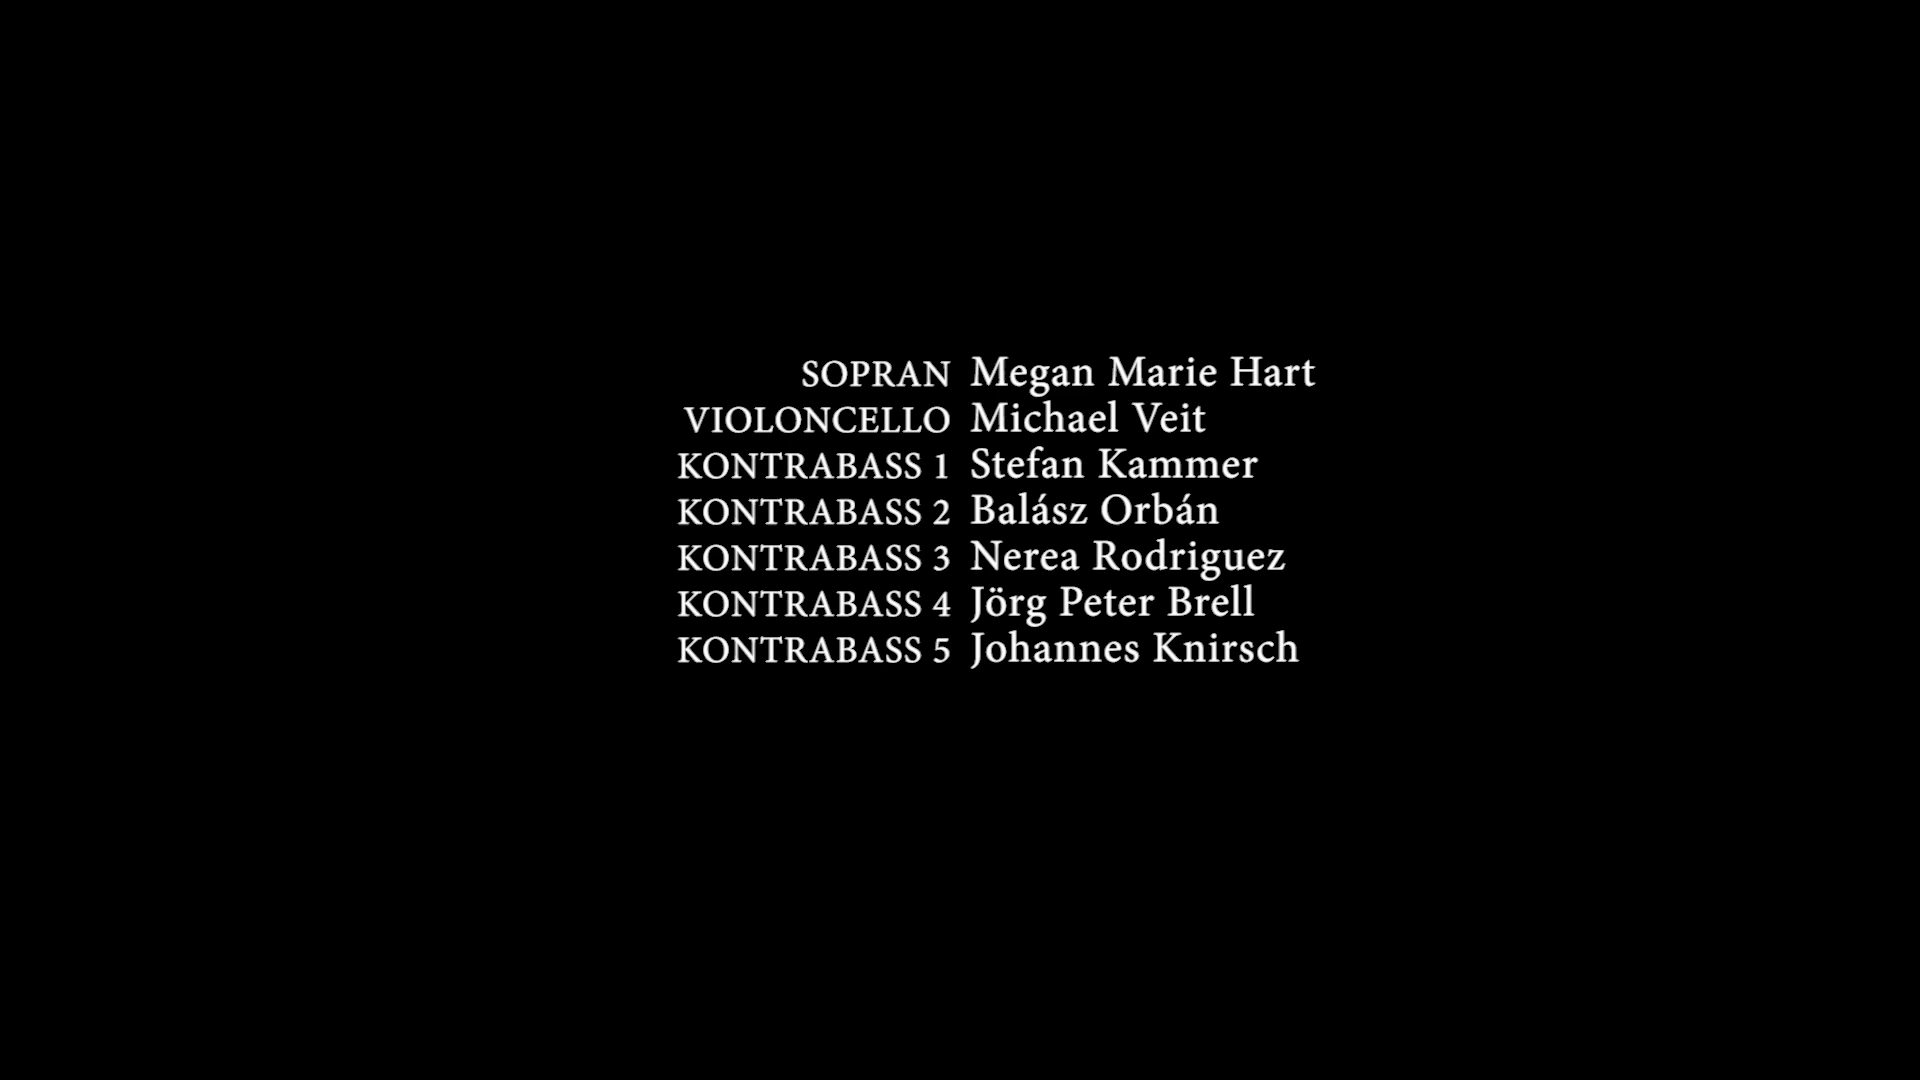 SOPRAN Megan Marie Hart
VIOLONCELLO Michael Veit
KONTRABASS 1 Stefan Kammer
KONTRABASS 2 Balász Orbán
KONTRABASS 3 Nerea Rodriguez
KONTRABASS 4 Jörg Peter Brell
KONTRABASS 5 Johannes Knirsch